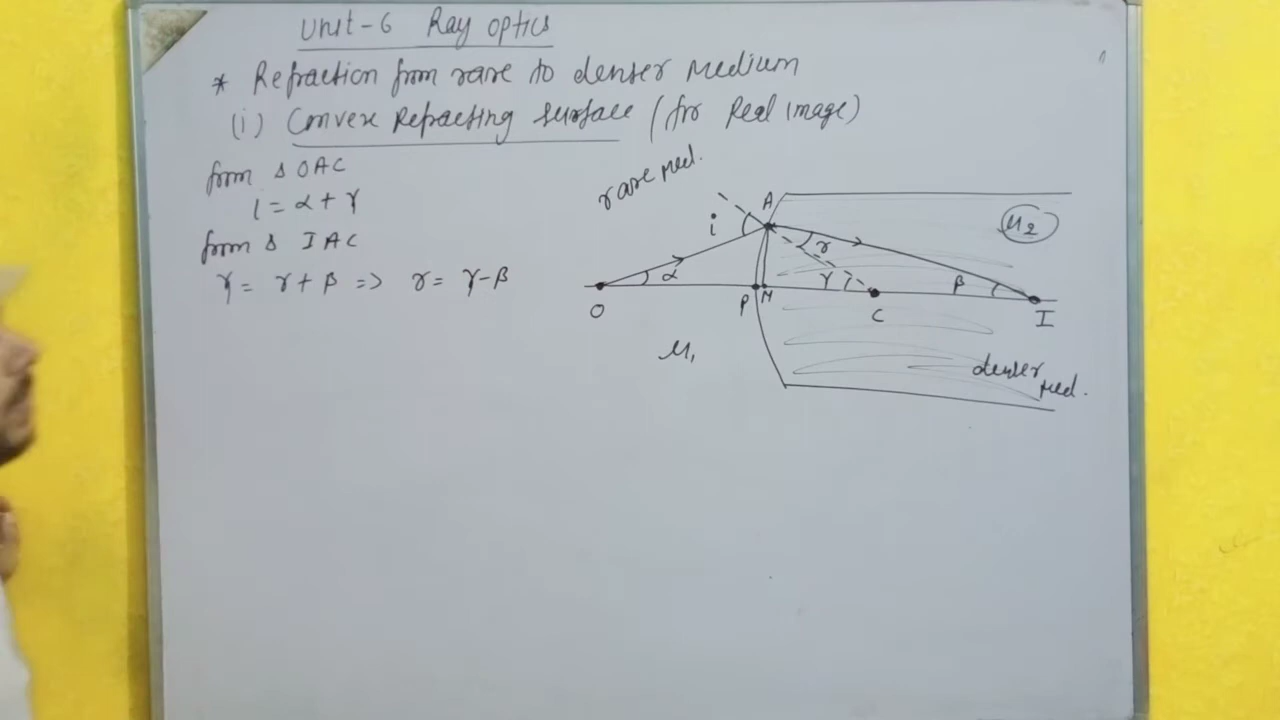 Unit-6 Ray optics
* Refraction from rare to denser Medium
(i) Convex Refracting surface (for Real image)
from Δ OAC
i = α + γ
from Δ IAC
γ = r + β => r = γ - β
rare med.
A
i
r
μ2
α
γ
β
O
P M
C
I
μ1
denser
med.